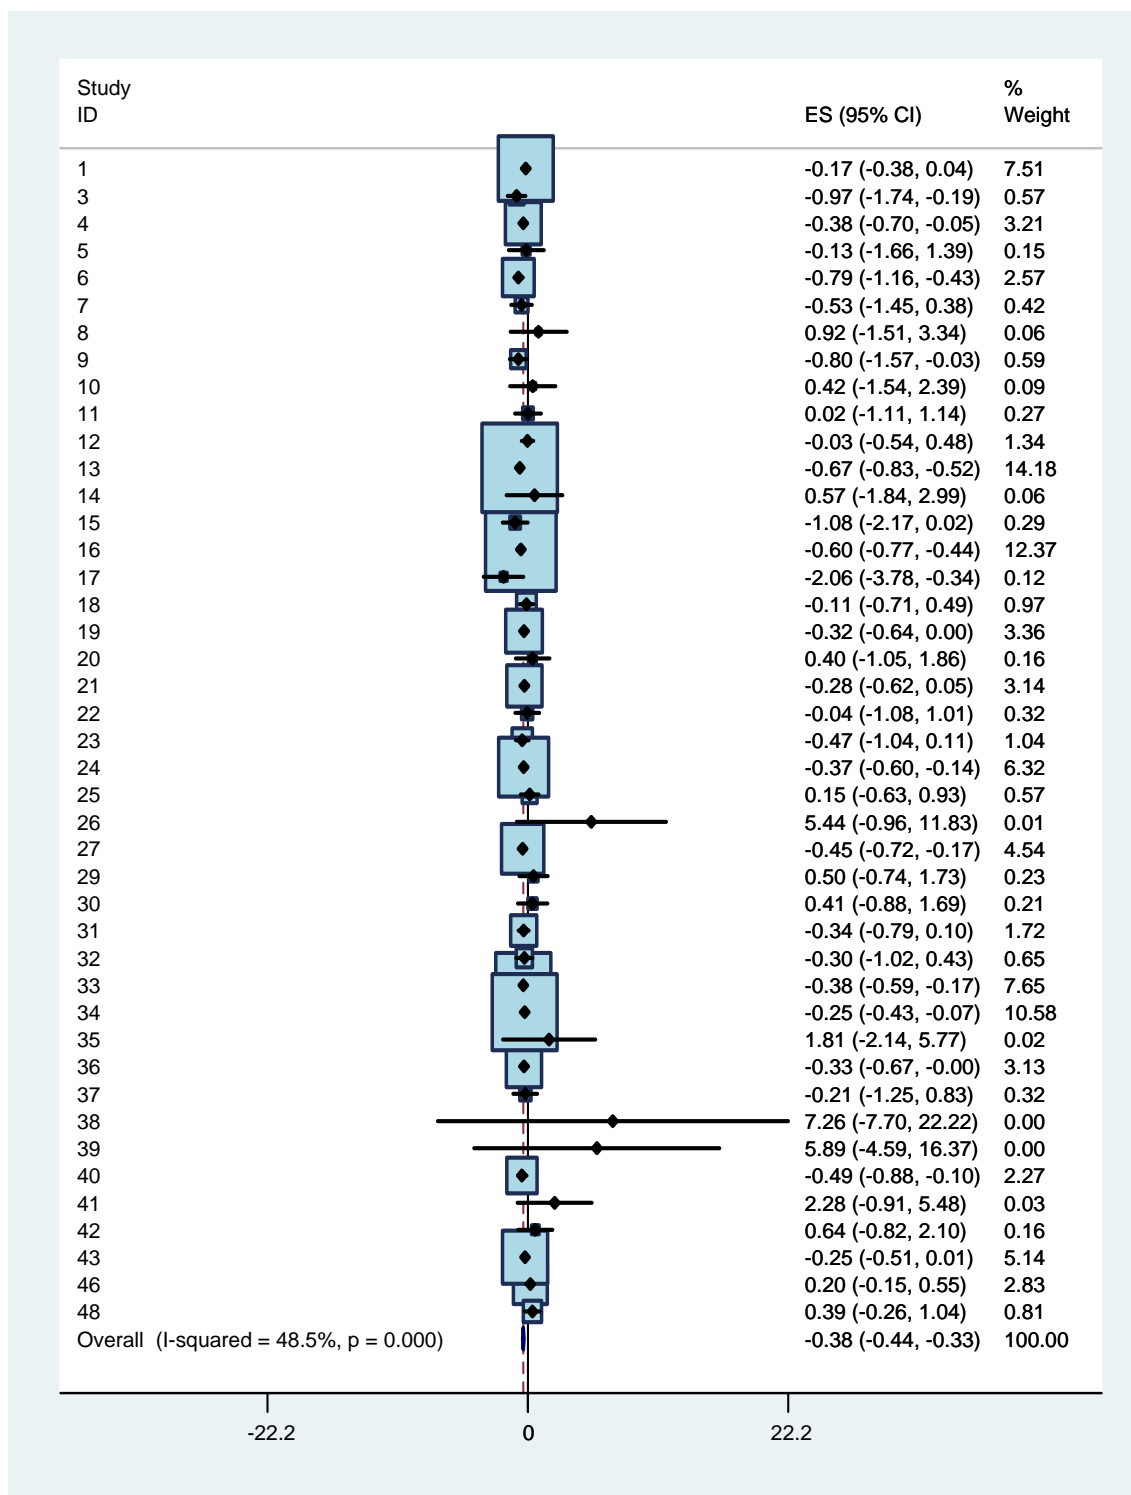 Study %
ID ES (95% CI) Weight
1 -0.17 (-0.38, 0.04) 7.51
3 -0.97 (-1.74, -0.19) 0.57
4 -0.38 (-0.70, -0.05) 3.21
5 -0.13 (-1.66, 1.39) 0.15
6 -0.79 (-1.16, -0.43) 2.57
7 -0.53 (-1.45, 0.38) 0.42
8 0.92 (-1.51, 3.34) 0.06
9 -0.80 (-1.57, -0.03) 0.59
10 0.42 (-1.54, 2.39) 0.09
11 0.02 (-1.11, 1.14) 0.27
12 -0.03 (-0.54, 0.48) 1.34
13 -0.67 (-0.83, -0.52) 14.18
14 0.57 (-1.84, 2.99) 0.06
15 -1.08 (-2.17, 0.02) 0.29
16 -0.60 (-0.77, -0.44) 12.37
17 -2.06 (-3.78, -0.34) 0.12
18 -0.11 (-0.71, 0.49) 0.97
19 -0.32 (-0.64, 0.00) 3.36
20 0.40 (-1.05, 1.86) 0.16
21 -0.28 (-0.62, 0.05) 3.14
22 -0.04 (-1.08, 1.01) 0.32
23 -0.47 (-1.04, 0.11) 1.04
24 -0.37 (-0.60, -0.14) 6.32
25 0.15 (-0.63, 0.93) 0.57
26 5.44 (-0.96, 11.83) 0.01
27 -0.45 (-0.72, -0.17) 4.54
29 0.50 (-0.74, 1.73) 0.23
30 0.41 (-0.88, 1.69) 0.21
31 -0.34 (-0.79, 0.10) 1.72
32 -0.30 (-1.02, 0.43) 0.65
33 -0.38 (-0.59, -0.17) 7.65
34 -0.25 (-0.43, -0.07) 10.58
35 1.81 (-2.14, 5.77) 0.02
36 -0.33 (-0.67, -0.00) 3.13
37 -0.21 (-1.25, 0.83) 0.32
38 7.26 (-7.70, 22.22) 0.00
39 5.89 (-4.59, 16.37) 0.00
40 -0.49 (-0.88, -0.10) 2.27
41 2.28 (-0.91, 5.48) 0.03
42 0.64 (-0.82, 2.10) 0.16
43 -0.25 (-0.51, 0.01) 5.14
46 0.20 (-0.15, 0.55) 2.83
48 0.39 (-0.26, 1.04) 0.81
Overall (I-squared = 48.5%, p = 0.000) -0.38 (-0.44, -0.33) 100.00
-22.2 0 22.2